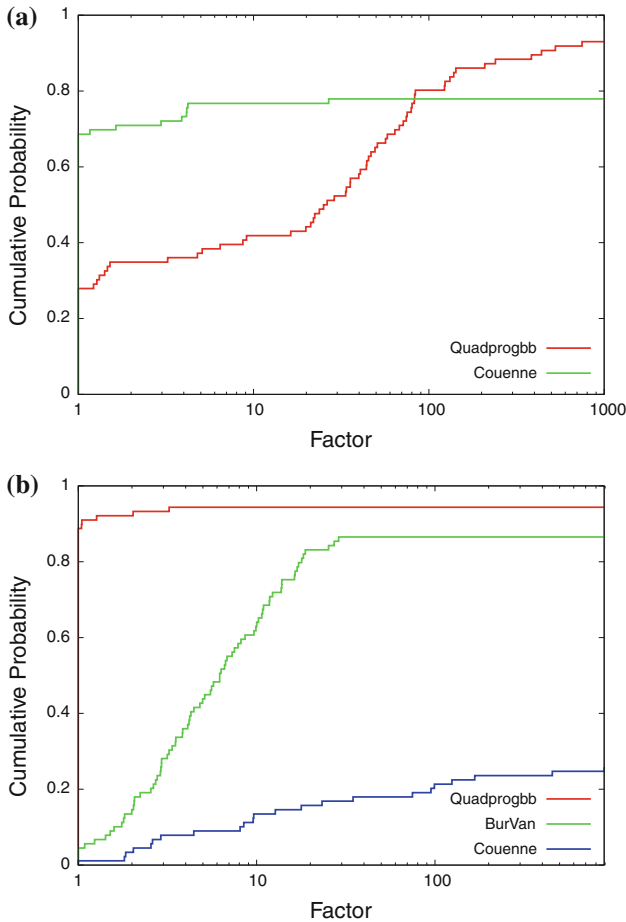 (a)
1
0.8
0.6
0.4
0.2
0
Cumulative Probability
Quadprogbb
Couenne
1
10
100
1000
Factor
(b)
1
0.8
0.6
0.4
0.2
0
Cumulative Probability
Quadprogbb
BurVan
Couenne
1
10
100
Factor